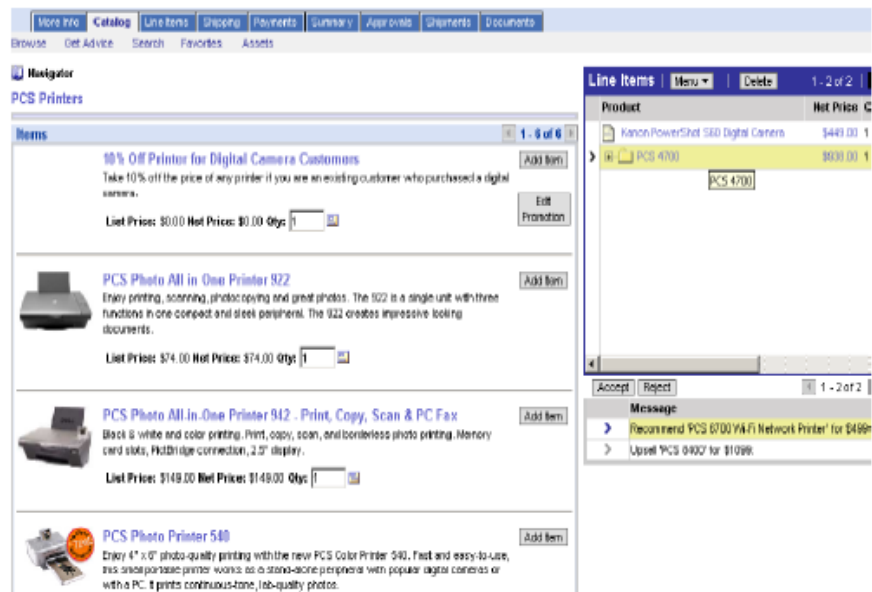 More Info Catalog Line Items Shipping Payments Summary Approvals Shipments Documents
Browse Get Advice Search Favorites Assets
Navigator
PCS Printers
Items 1 - 6 of 6
10% Off Printer for Digital Camera Customers Add Item
Take 10% off the price of any printer if you are an existing customer who purchased a digital
camera.
Edit
Promotion
List Price: $0.00 Net Price: $0.00 Qty: 1
PCS Photo All in One Printer 922 Add Item
Enjoy printing, scanning, photocopying and great photos. The 922 is a single unit with three
functions in one compact and sleek peripheral. The 922 creates impressive looking
documents.
List Price: $74.00 Net Price: $74.00 Qty: 1
PCS Photo All-in-One Printer 942 - Print, Copy, Scan & PC Fax Add Item
Black & white and color printing. Print, copy, scan, and borderless photo printing. Memory
card slots, PictBridge connection, 2.5" display.
List Price: $149.00 Net Price: $149.00 Qty: 1
PCS Photo Printer 540 Add Item
Enjoy 4" x 6" photo-quality printing with the new PCS Color Printer 540. Fast and easy-to-use,
this small portable printer works as a stand-alone peripheral with popular digital cameras or
with a PC. It prints continuous-tone, lab-quality photos.
Line Items | Menu | Delete 1 - 2 of 2
Product Net Price
Kanon PowerShot S60 Digital Camera $449.00 1
PCS 4700 1
PCS 4700
Accept Reject 1 - 2 of 2
Message
Recommend 'PCS 6700 Wi-Fi Network Printer' for
Upsell 'PCS 8400' for $1099.